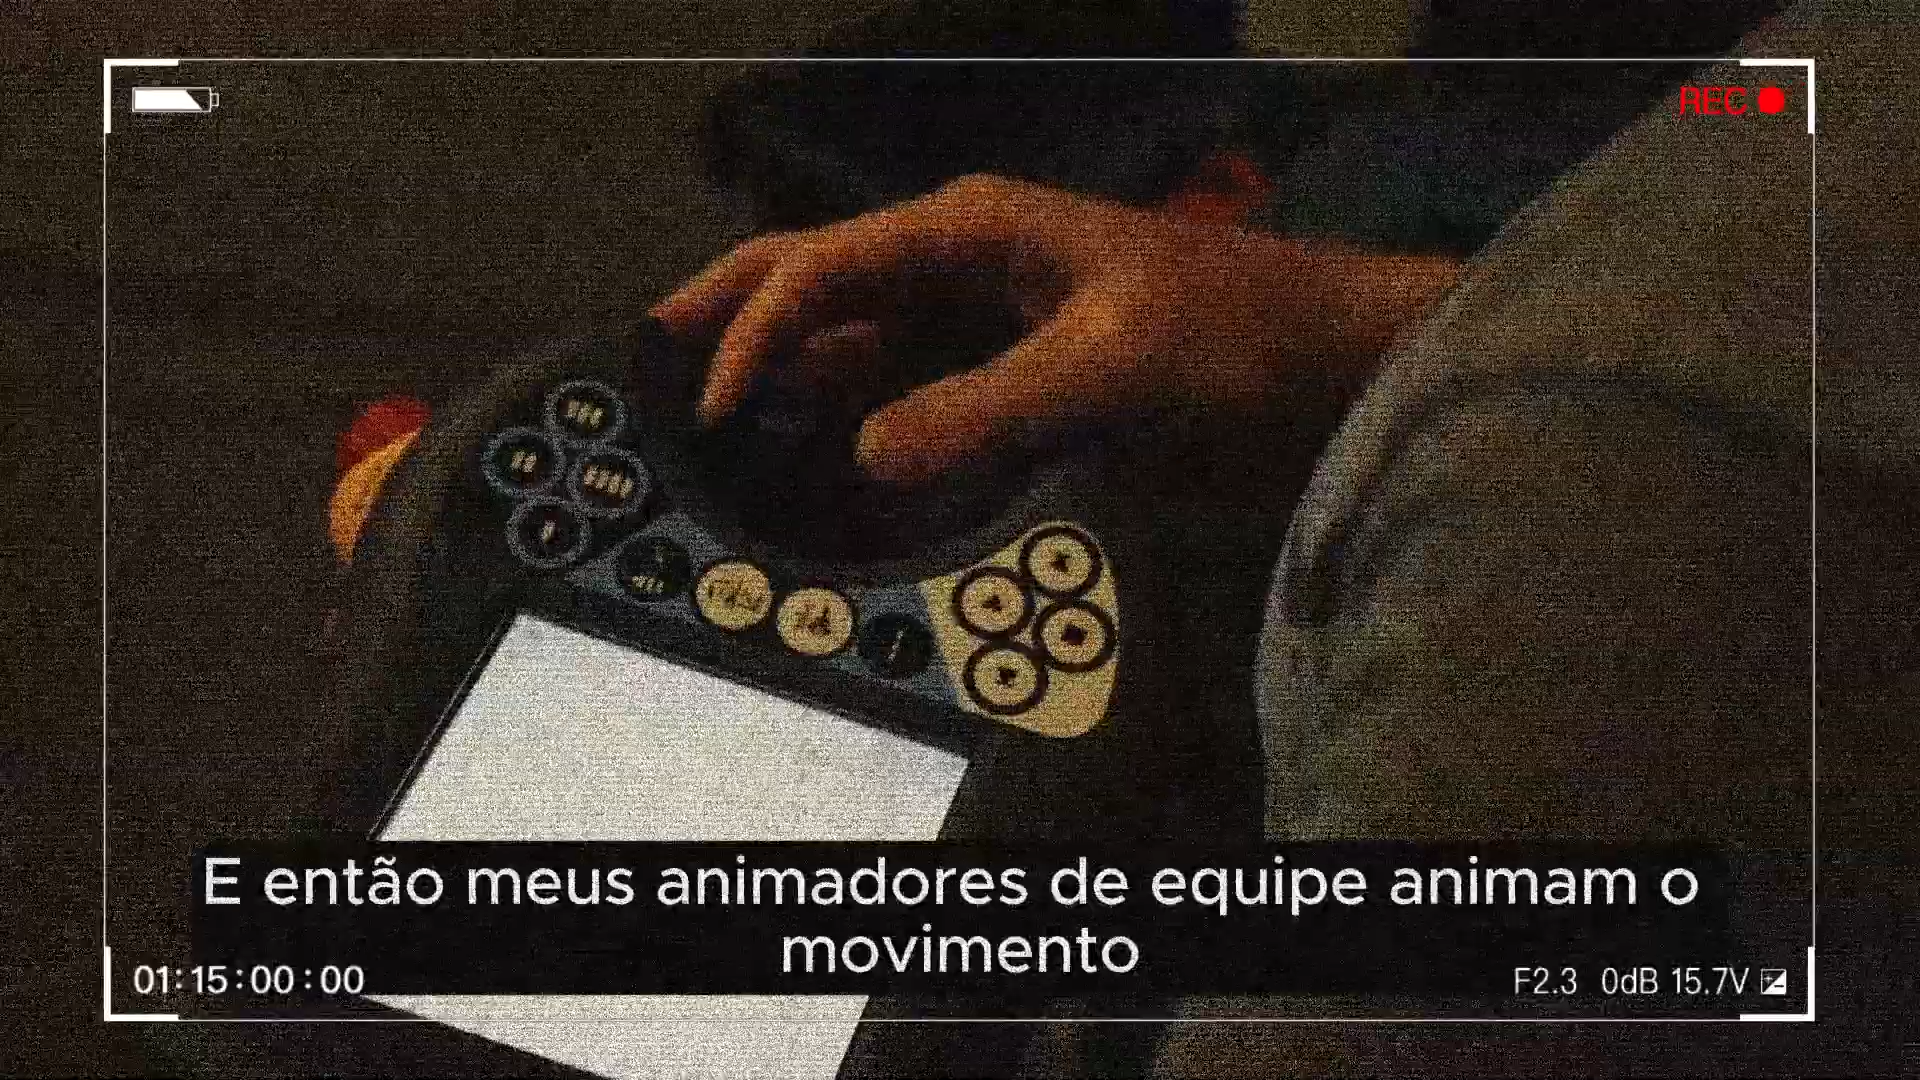 REC
E então meus animadores de equipe animam o
movimento
01:15:00:00
F2.3 0dB 15.7V